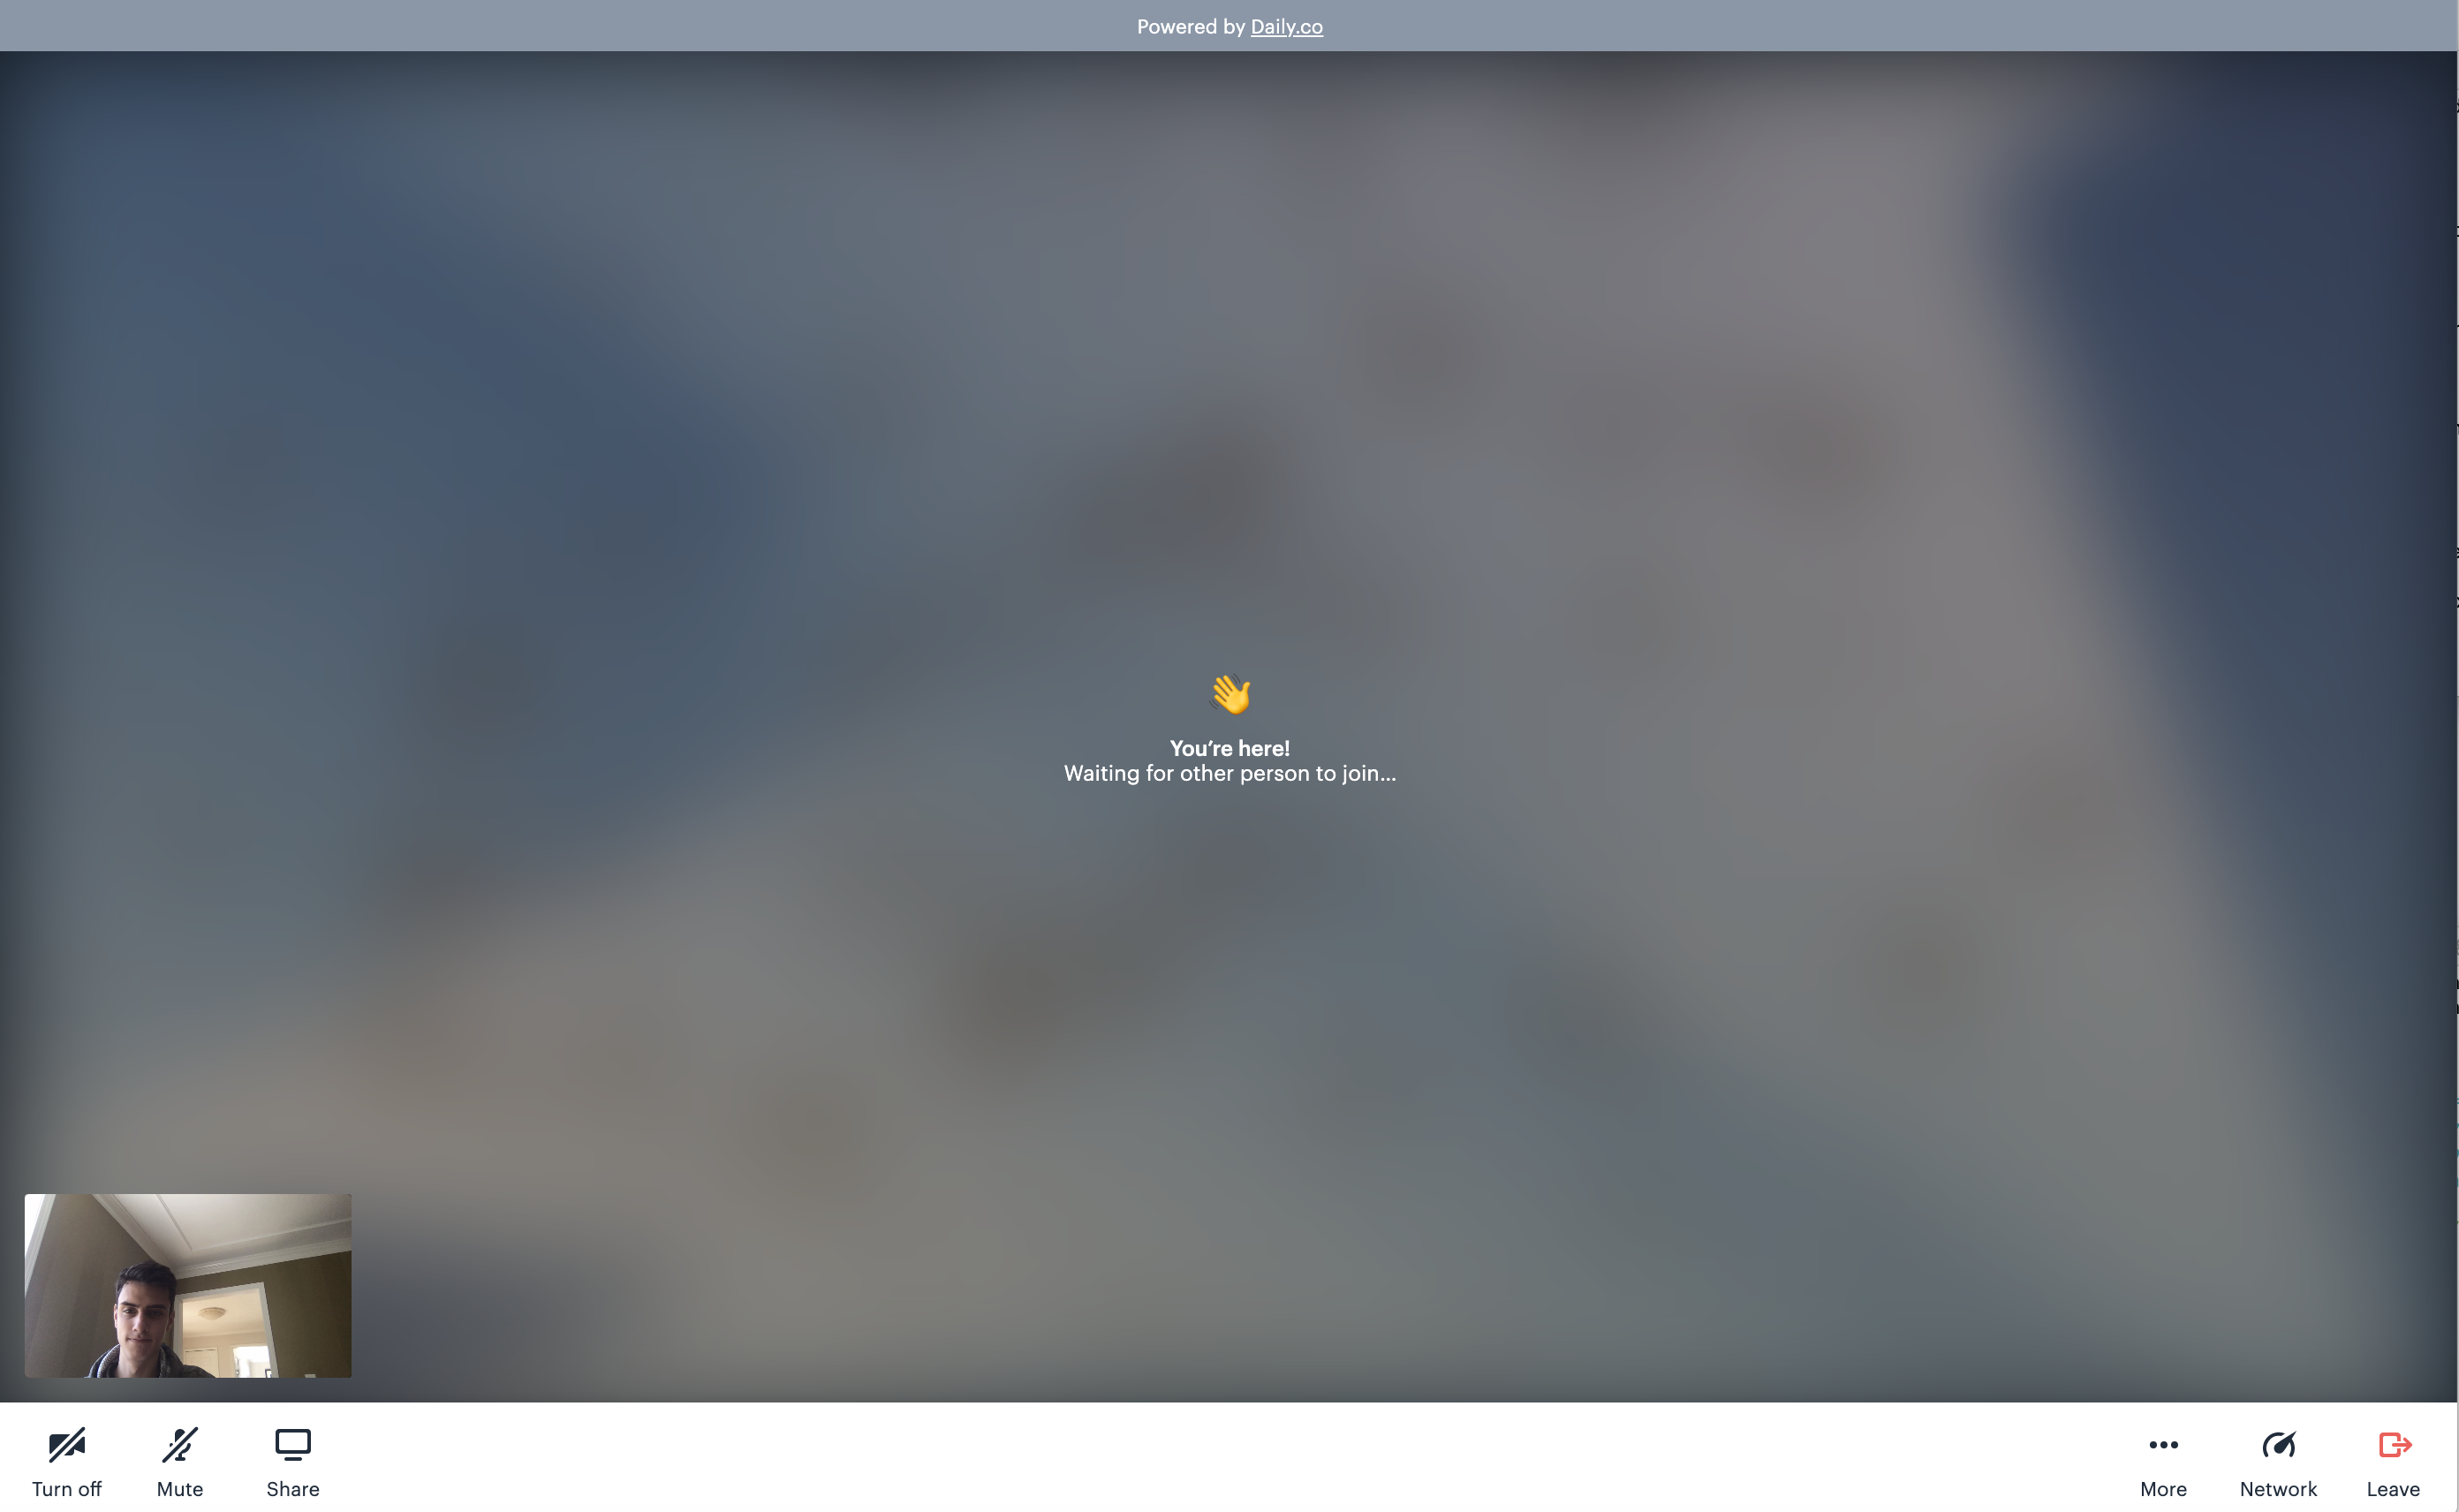 Powered by Daily.co
You’re here!
Waiting for other person to join...
Turn off
Mute
Share
More
Network
Leave